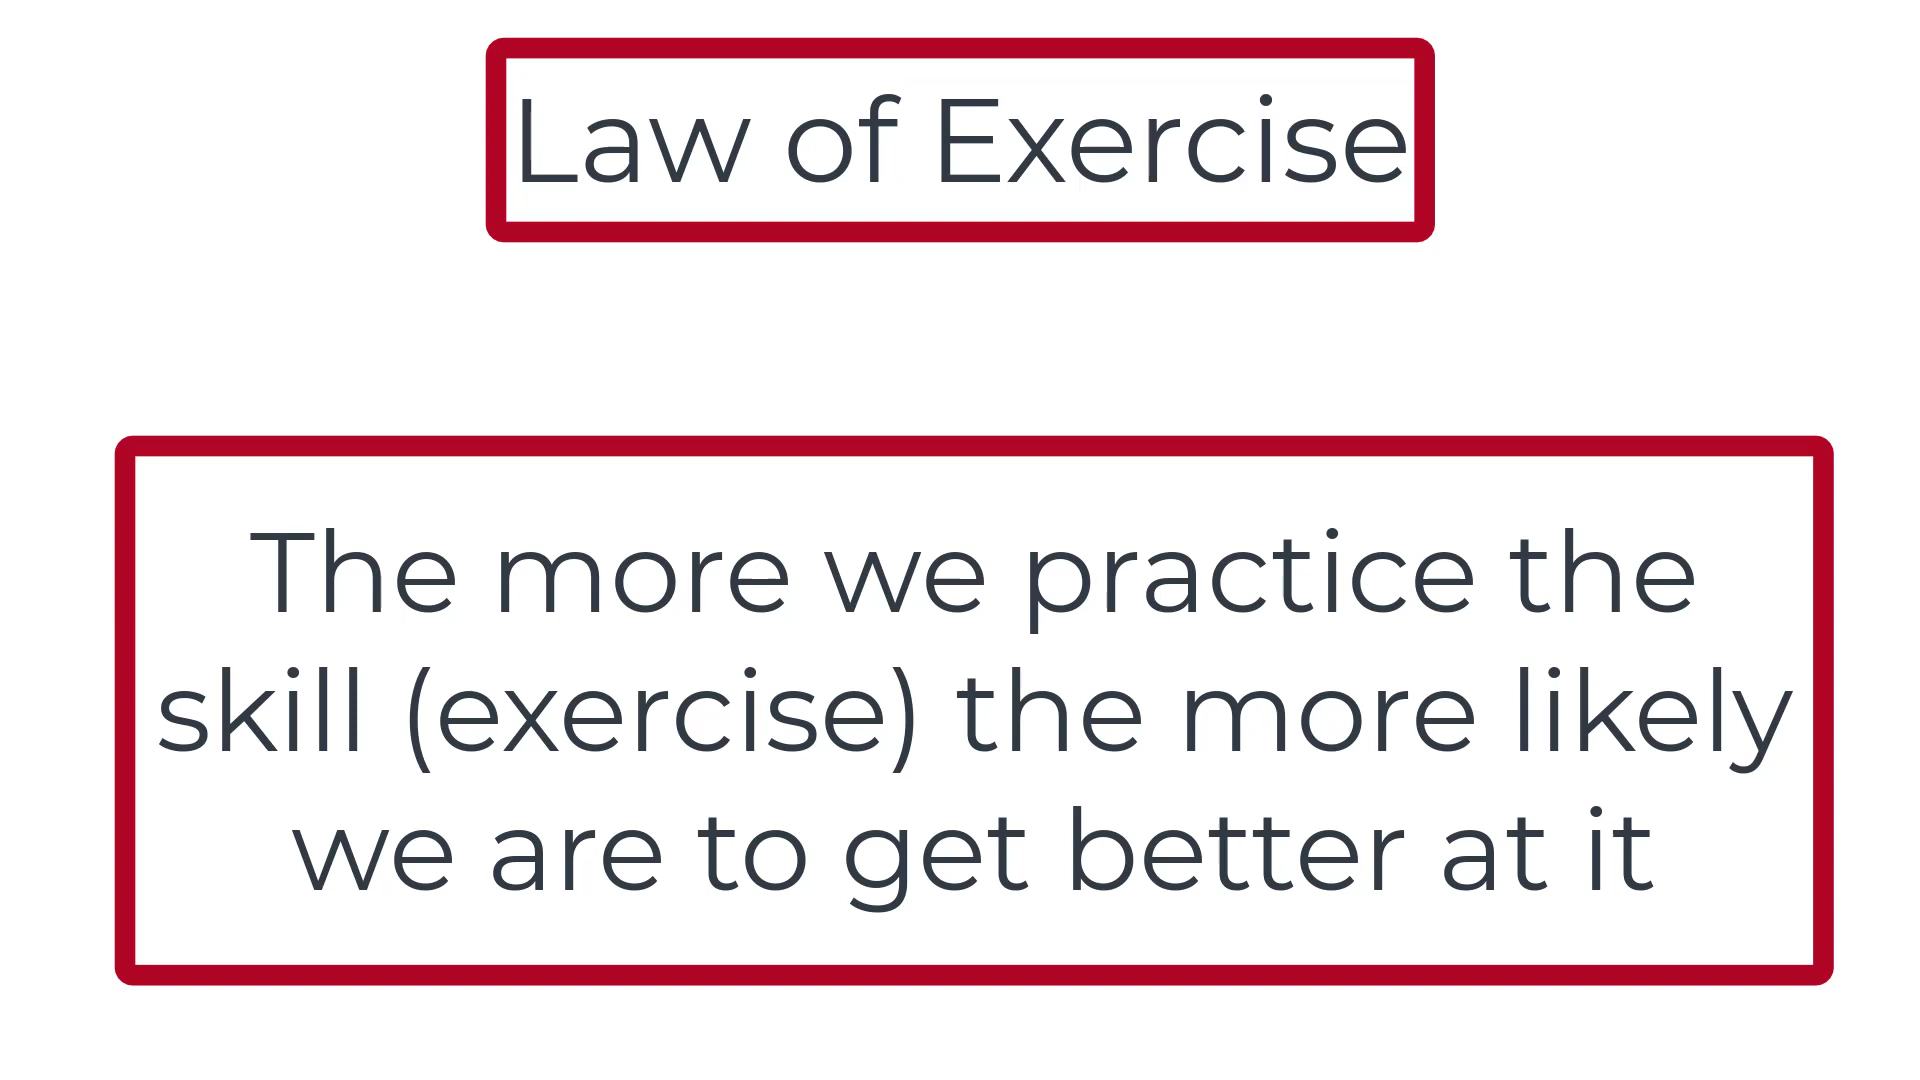 Law of Exercise
The more we practice the
skill (exercise) the more likely
we are to get better at it